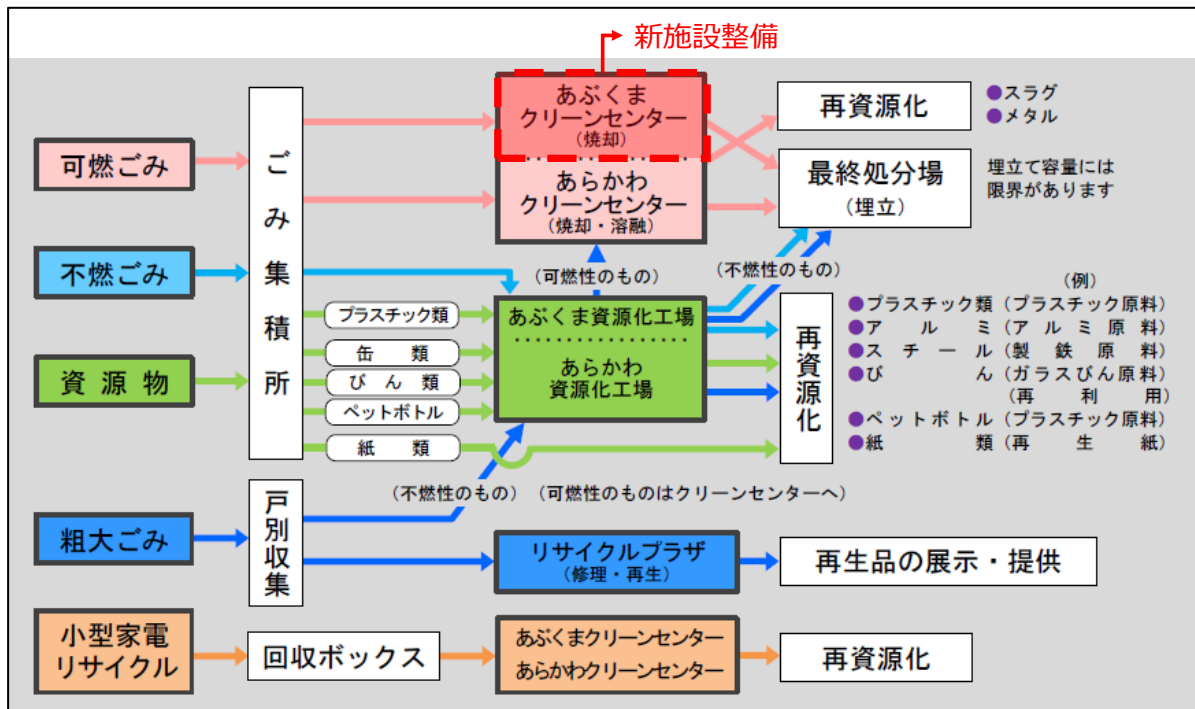 新施設整備
可燃ごみ
不燃ごみ
資源物
粗大ごみ
小型家電
リサイクル
ごみ集積所
戸別収集
回収ボックス
プラスチック類
缶類
びん類
ペットボトル
紙類
あぶくま
クリーンセンター
(焼却)
あらかわ
クリーンセンター
(焼却・溶融)
(可燃性のもの)
(不燃性のもの)
あぶくま資源化工場
あらかわ
資源化工場
(不燃性のもの)
(可燃性のものはクリーンセンターへ)
リサイクルプラザ
(修理・再生)
あぶくまクリーンセンター
あらかわクリーンセンター
再資源化
●スラグ
●メタル
最終処分場
(埋立)
埋立て容量には
限界があります
再資源化
(例)
●プラスチック類(プラスチック原料)
●アルミ(アルミ原料)
●スチール(製鉄原料)
●びん(ガラスびん原料)
(再利用)
●ペットボトル(プラスチック原料)
●紙類(再生紙)
再生品の展示・提供
再資源化